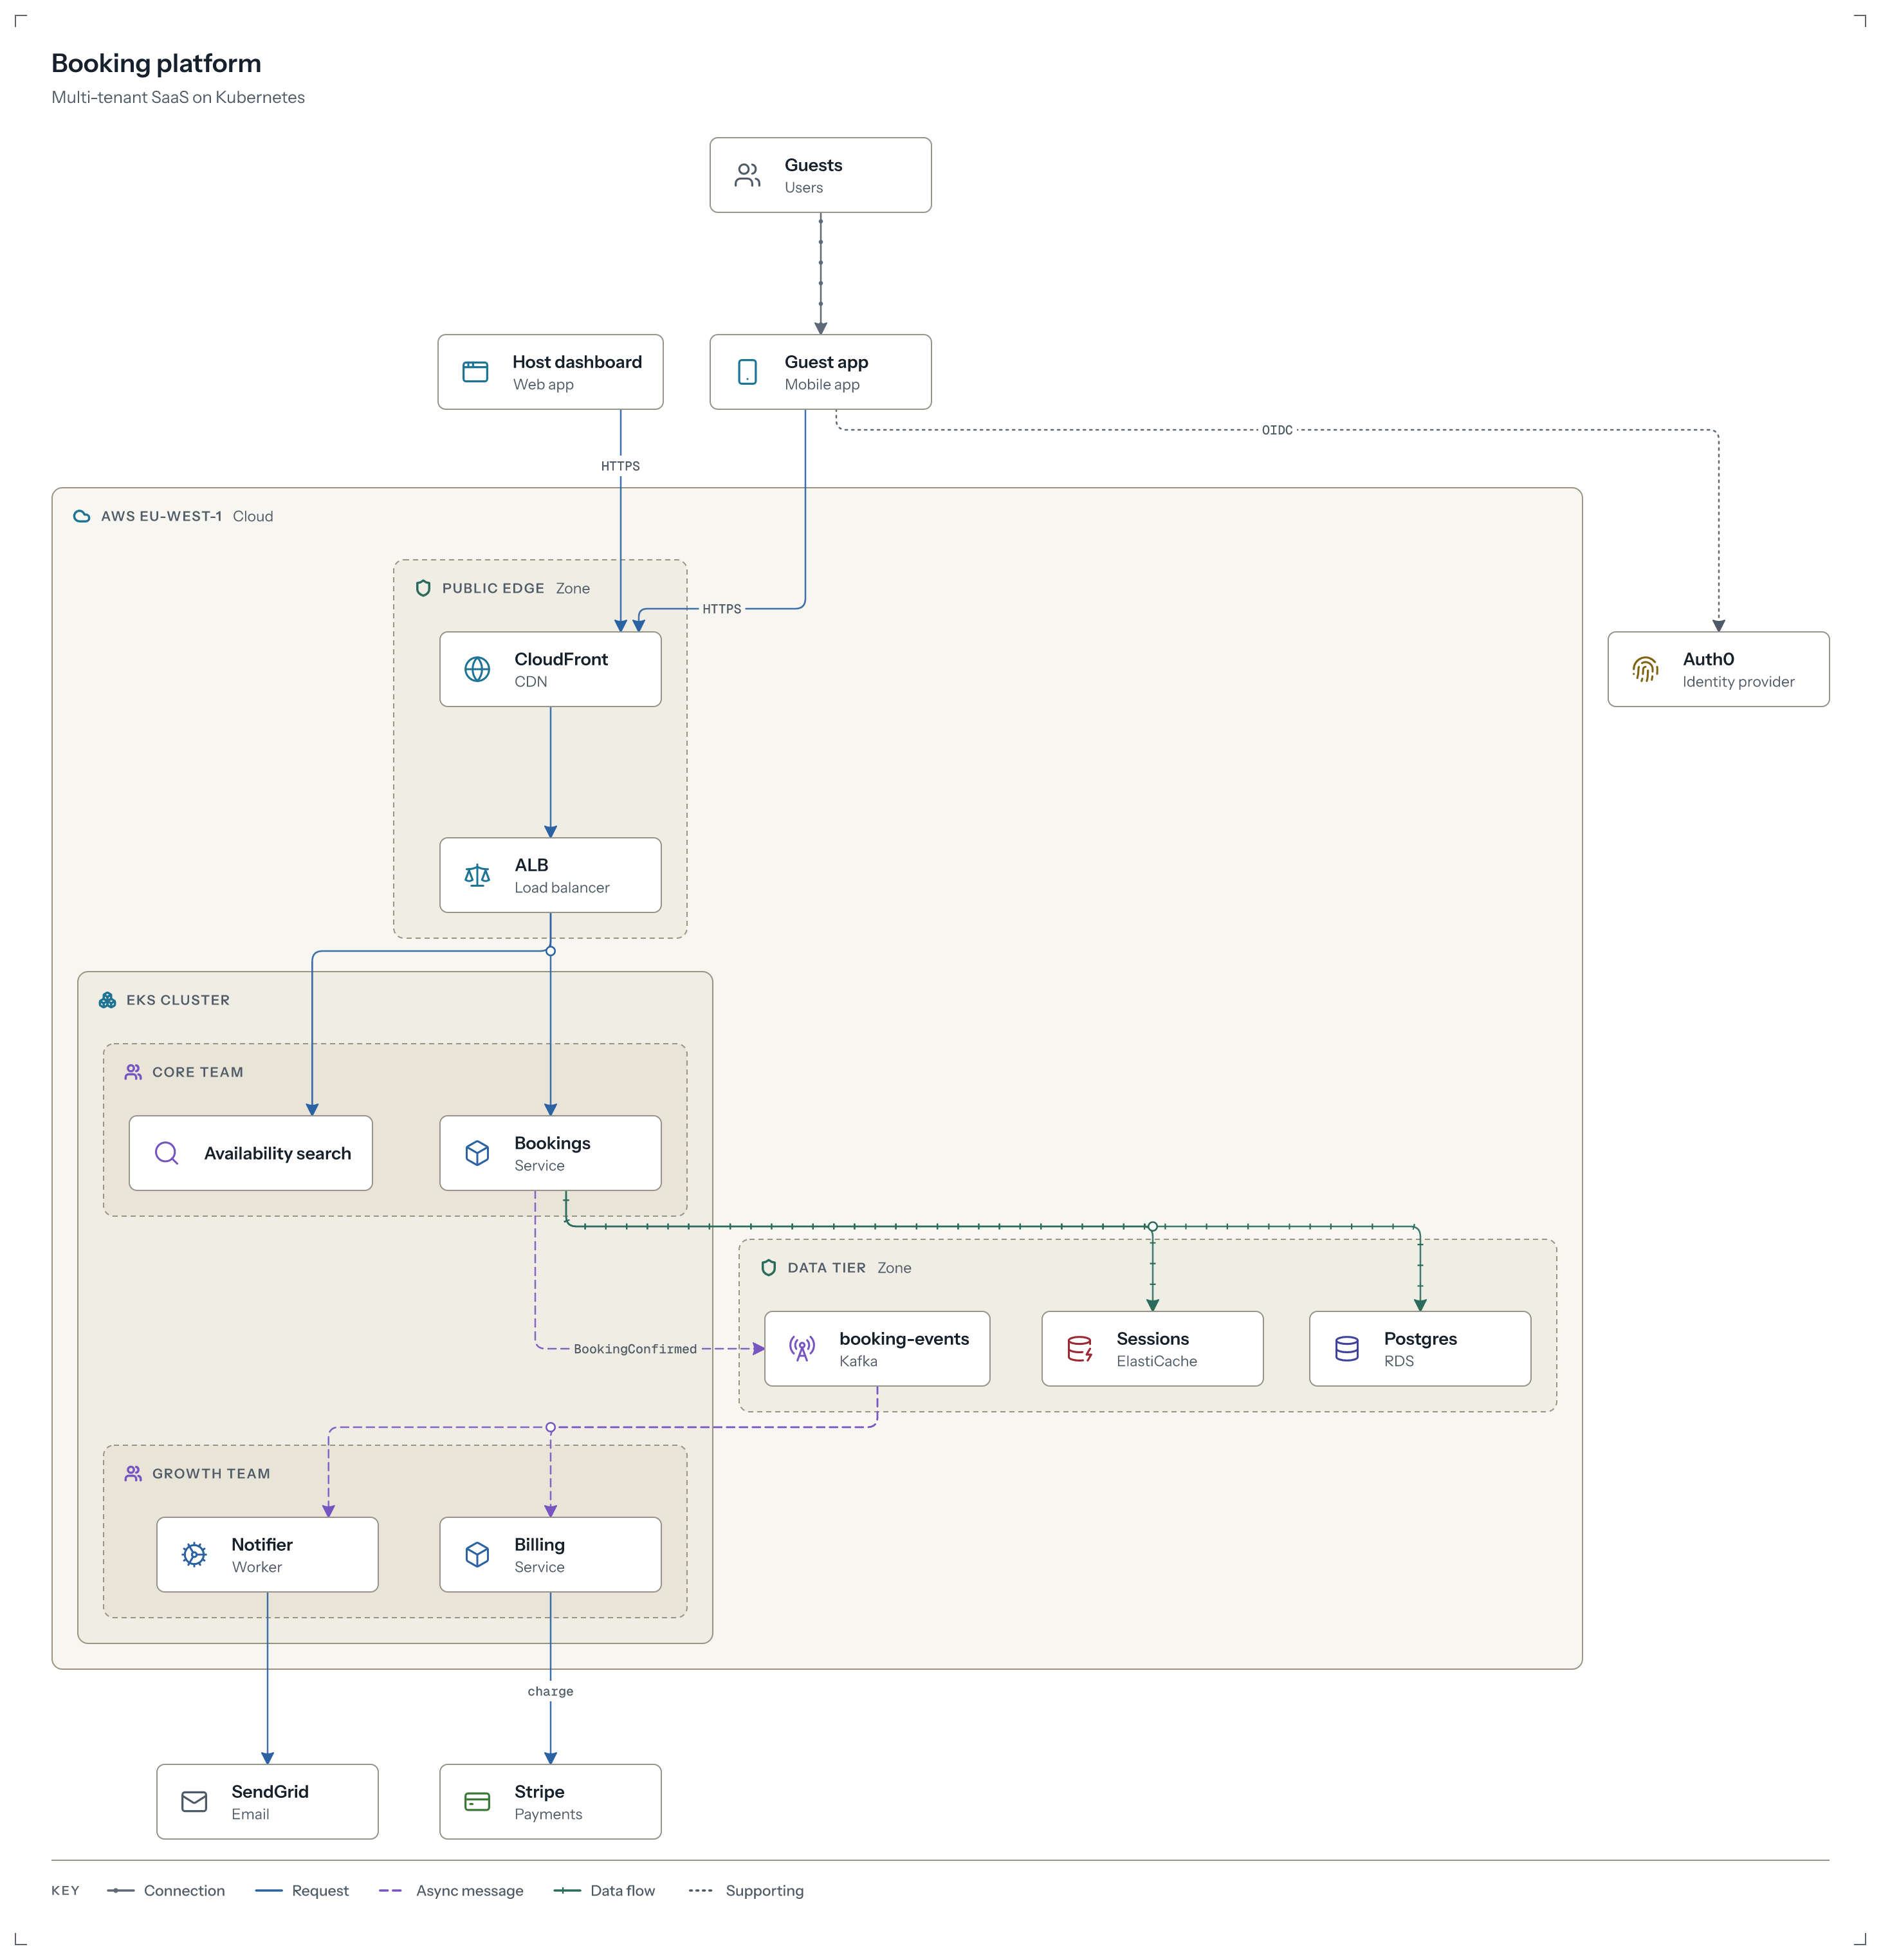 Booking platform
Multi-tenant SaaS on Kubernetes
Guests
Users
Host dashboard
Web app
Guest app
Mobile app
OIDC
HTTPS
AWS EU-WEST-1 Cloud
PUBLIC EDGE Zone
HTTPS
CloudFront
CDN
Auth0
Identity provider
ALB
Load balancer
EKS CLUSTER
CORE TEAM
Availability search
Bookings
Service
DATA TIER Zone
BookingConfirmed
booking-events
Kafka
Sessions
ElastiCache
Postgres
RDS
GROWTH TEAM
Notifier
Worker
Billing
Service
charge
SendGrid
Email
Stripe
Payments
KEY Connection Request Async message Data flow Supporting